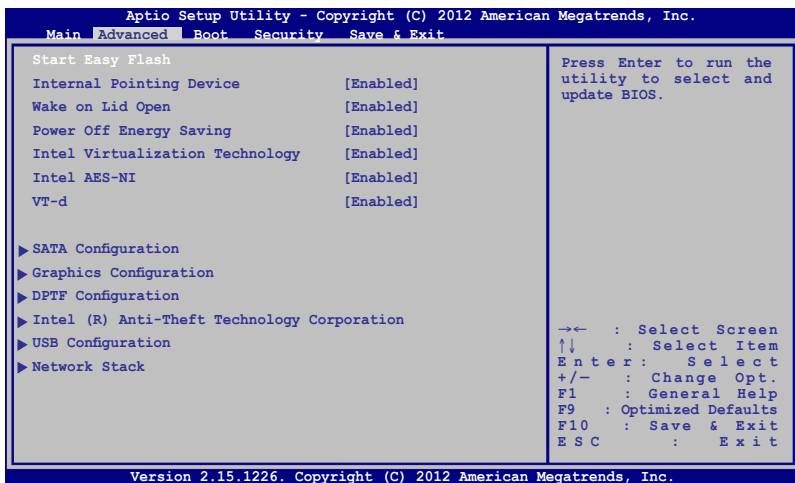 Aptio Setup Utility - Copyright (C) 2012 American Megatrends, Inc.
Main Advanced Boot Security Save & Exit
Start Easy Flash
Internal Pointing Device [Enabled]
Wake on Lid Open [Enabled]
Power Off Energy Saving [Enabled]
Intel Virtualization Technology [Enabled]
Intel AES-NI [Enabled]
VT-d [Enabled]
SATA Configuration
Graphics Configuration
DPTF Configuration
Intel (R) Anti-Theft Technology Corporation
USB Configuration
Network Stack
Press Enter to run the
utility to select and
update BIOS.
→← : Select Screen
↑↓ : Select Item
Enter: Select
+/— : Change Opt.
F1 : General Help
F9 : Optimized Defaults
F10 : Save & Exit
ESC : Exit
Version 2.15.1226. Copyright (C) 2012 American Megatrends, Inc.